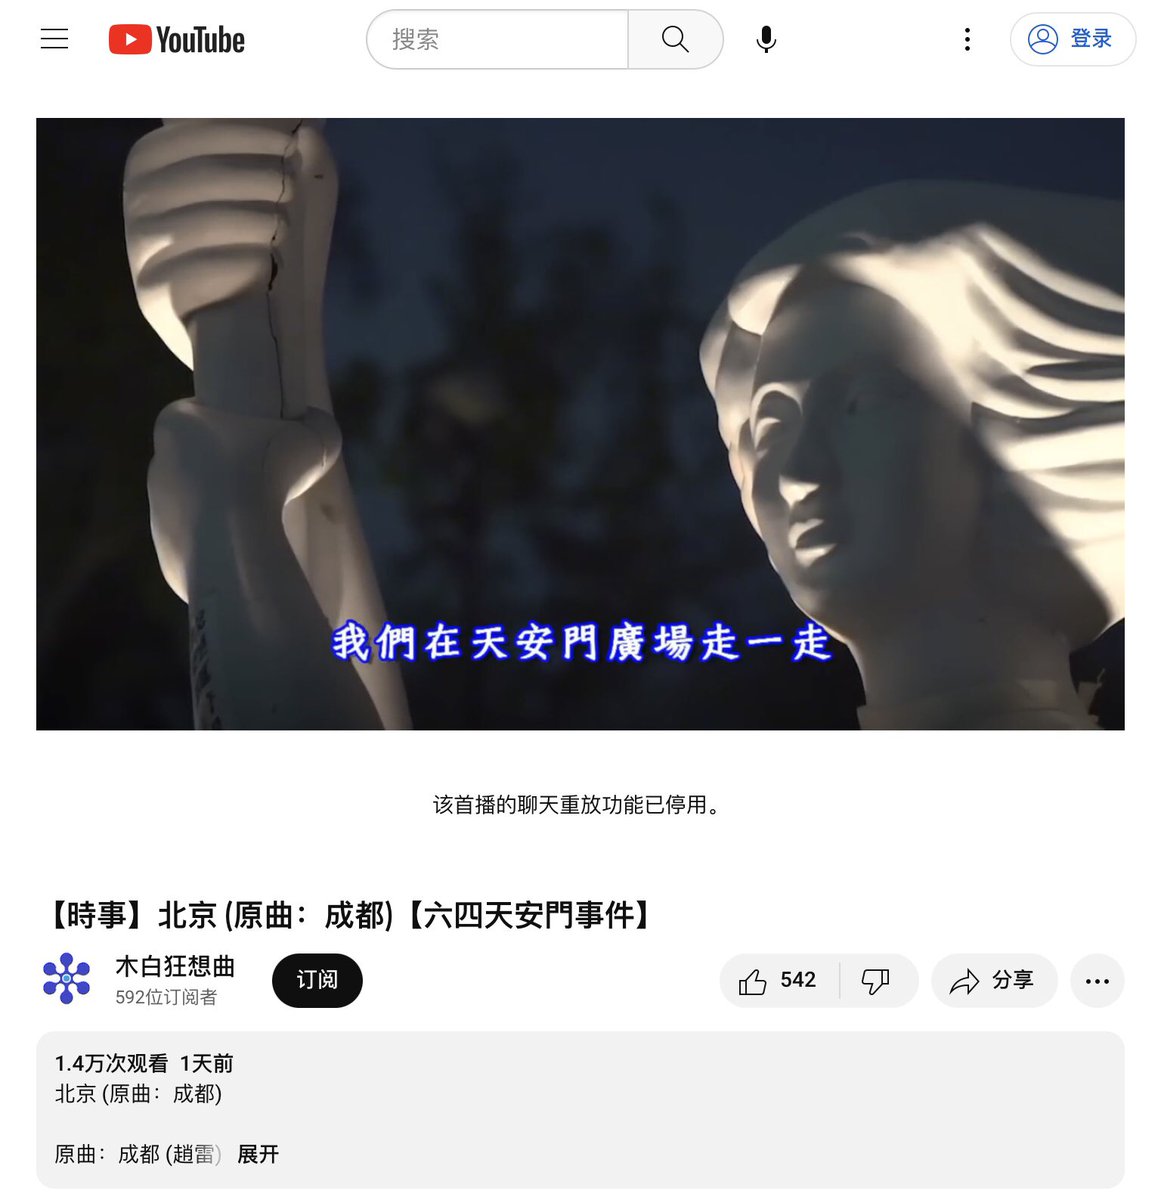 YouTube
搜索
登录
我們在天安門廣場走一走
该首播的聊天重放功能已停用。
【時事】北京 (原曲：成都)【六四天安門事件】
木白狂想曲
592位订阅者
订阅
542
分享
1.4万次观看 1天前
北京 (原曲：成都)
原曲：成都 (趙雷) 展开